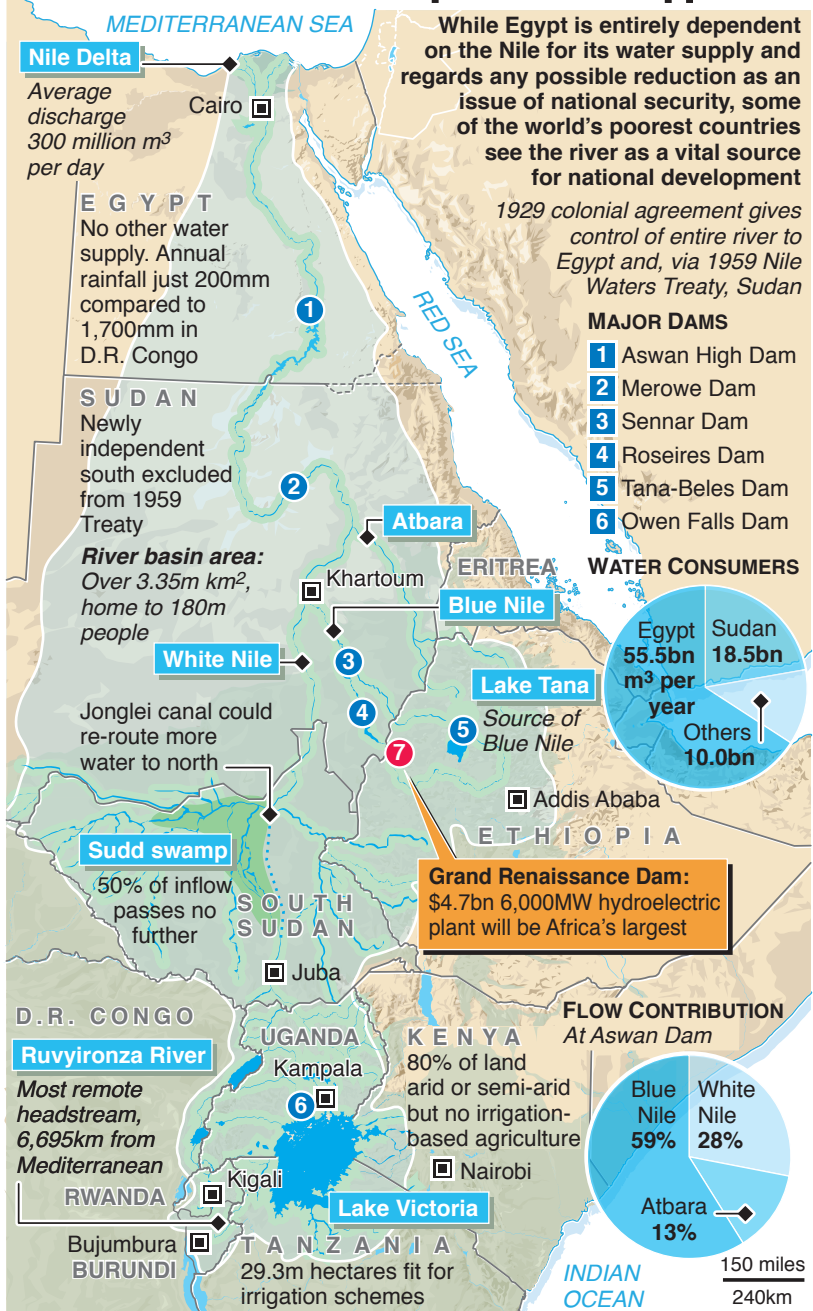 MEDITERRANEAN SEA
While Egypt is entirely dependent
on the Nile for its water supply and
regards any possible reduction as an
issue of national security, some
of the world's poorest countries
see the river as a vital source
for national development
1929 colonial agreement gives
control of entire river to
Egypt and, via 1959 Nile
Waters Treaty, Sudan
Nile Delta
Average
discharge
300 million m³
per day
Cairo
EGYPT
No other water
supply. Annual
rainfall just 200mm
compared to
1,700mm in
D.R. Congo
1
RED SEA
MAJOR DAMS
1 Aswan High Dam
2 Merowe Dam
3 Sennar Dam
4 Roseires Dam
5 Tana-Beles Dam
6 Owen Falls Dam
SUDAN
Newly
independent
south excluded
from 1959
Treaty
2
River basin area:
Over 3.35m km²,
home to 180m
people
Atbara
Khartoum
ERITREA
Blue Nile
White Nile
3
4
Lake Tana
Source of
Blue Nile
5
7
WATER CONSUMERS
Egypt
55.5bn
m³ per
year
Sudan
18.5bn
Others
10.0bn
Jonglei canal could
re-route more
water to north
Addis Ababa
ETHIOPIA
Grand Renaissance Dam:
$4.7bn 6,000MW hydroelectric
plant will be Africa's largest
Sudd swamp
50% of inflow
passes no
further
SOUTH
SUDAN
Juba
D.R. CONGO
Ruvyironza River
Most remote
headstream,
6,695km from
Mediterranean
UGANDA
Kampala
6
KENYA
80% of land
arid or semi-arid
but no irrigation-
based agriculture
Nairobi
RWANDA
Kigali
Lake Victoria
Bujumbura
BURUNDI
TANZANIA
29.3m hectares fit for
irrigation schemes
FLOW CONTRIBUTION
At Aswan Dam
Blue
Nile
59%
White
Nile
28%
Atbara
13%
INDIAN
OCEAN
150 miles
240km